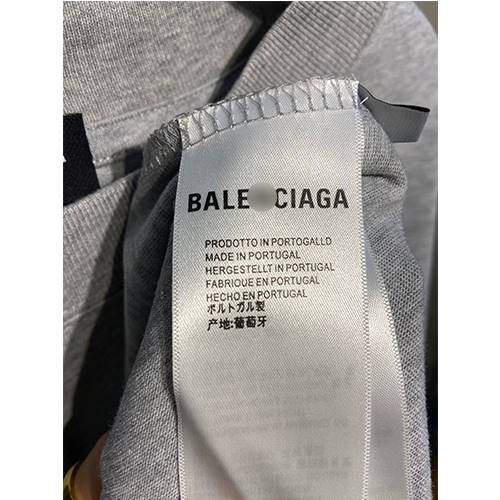 BALE CIAGA
PRODOTTO IN PORTOGALLD
MADE IN PORTUGAL
HERGESTELLT IN PORTUGAL
FABRIQUE EN PORTUGAL
HECHO EN PORTUGAL
ポルトガル製
产地:葡萄牙